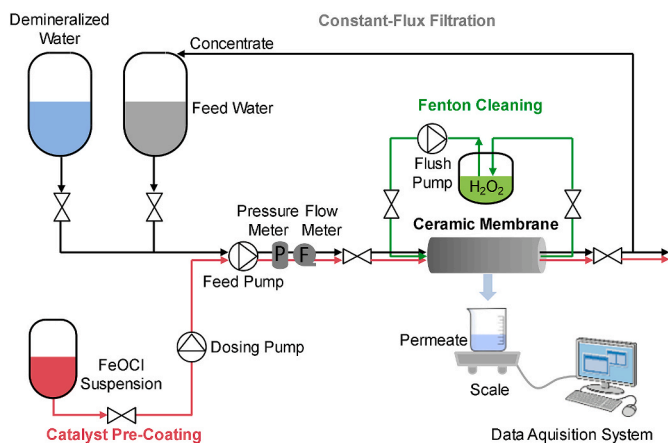 Demineralized
Water
Constant-Flux Filtration
Concentrate
Feed Water
Fenton Cleaning
Flush
Pump
H₂O₂
Pressure
Meter
Flow
Meter
Ceramic Membrane
P
F
Feed Pump
FeOCl
Suspension
Dosing Pump
Permeate
Scale
Catalyst Pre-Coating
Data Aquisition System